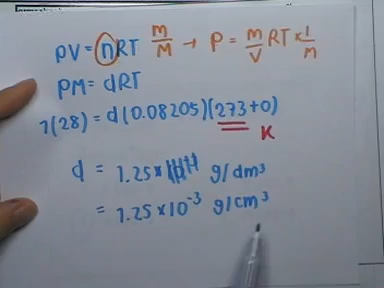 PV = nRT m/M → P = m/V RT × 1/M
PM = dRT
1(28) = d(0.08205)(273+0)
K
d = 1.25× g/dm³
= 1.25×10⁻³ g/cm³